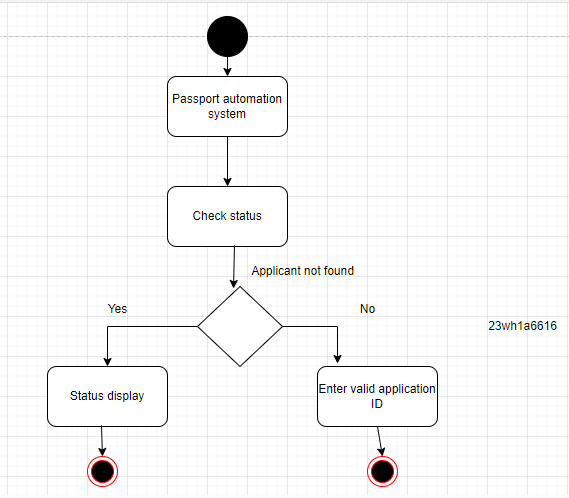 Passport automation
system
Check status
Applicant not found
Yes
No
23wh1a6616
Status display
Enter valid application
ID